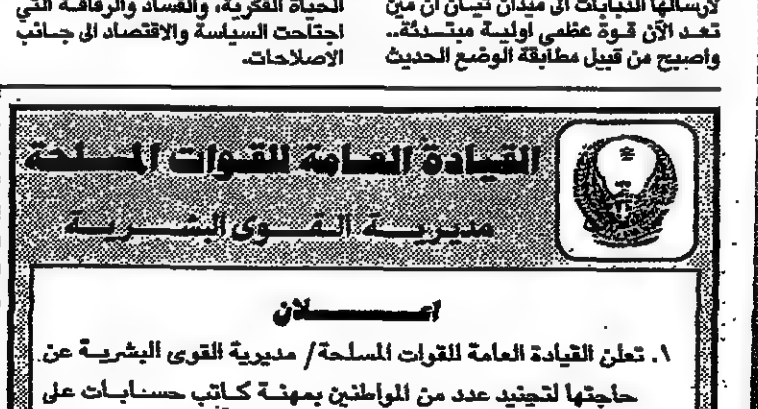 الحياة الفكرية، والفساد والرفاقة التي
اجتاحت السياسة والاقتصاد الى جانب
الاصلاحات.
لارسالها الدبابات الى ميدان تيان ان مين
تعد الآن قوة عظمى اولية مبتدئة..
واصبح من قبيل مطابقة الوضع الحديث
القيادة العامة للقوات المسلحة
مديرية القوى البشرية
اعلان
١. تعلن القيادة العامة للقوات المسلحة/ مديرية القوى البشرية عن
حاجتها لتجنيد عدد من المواطنين بمهنة كاتب حسابات على